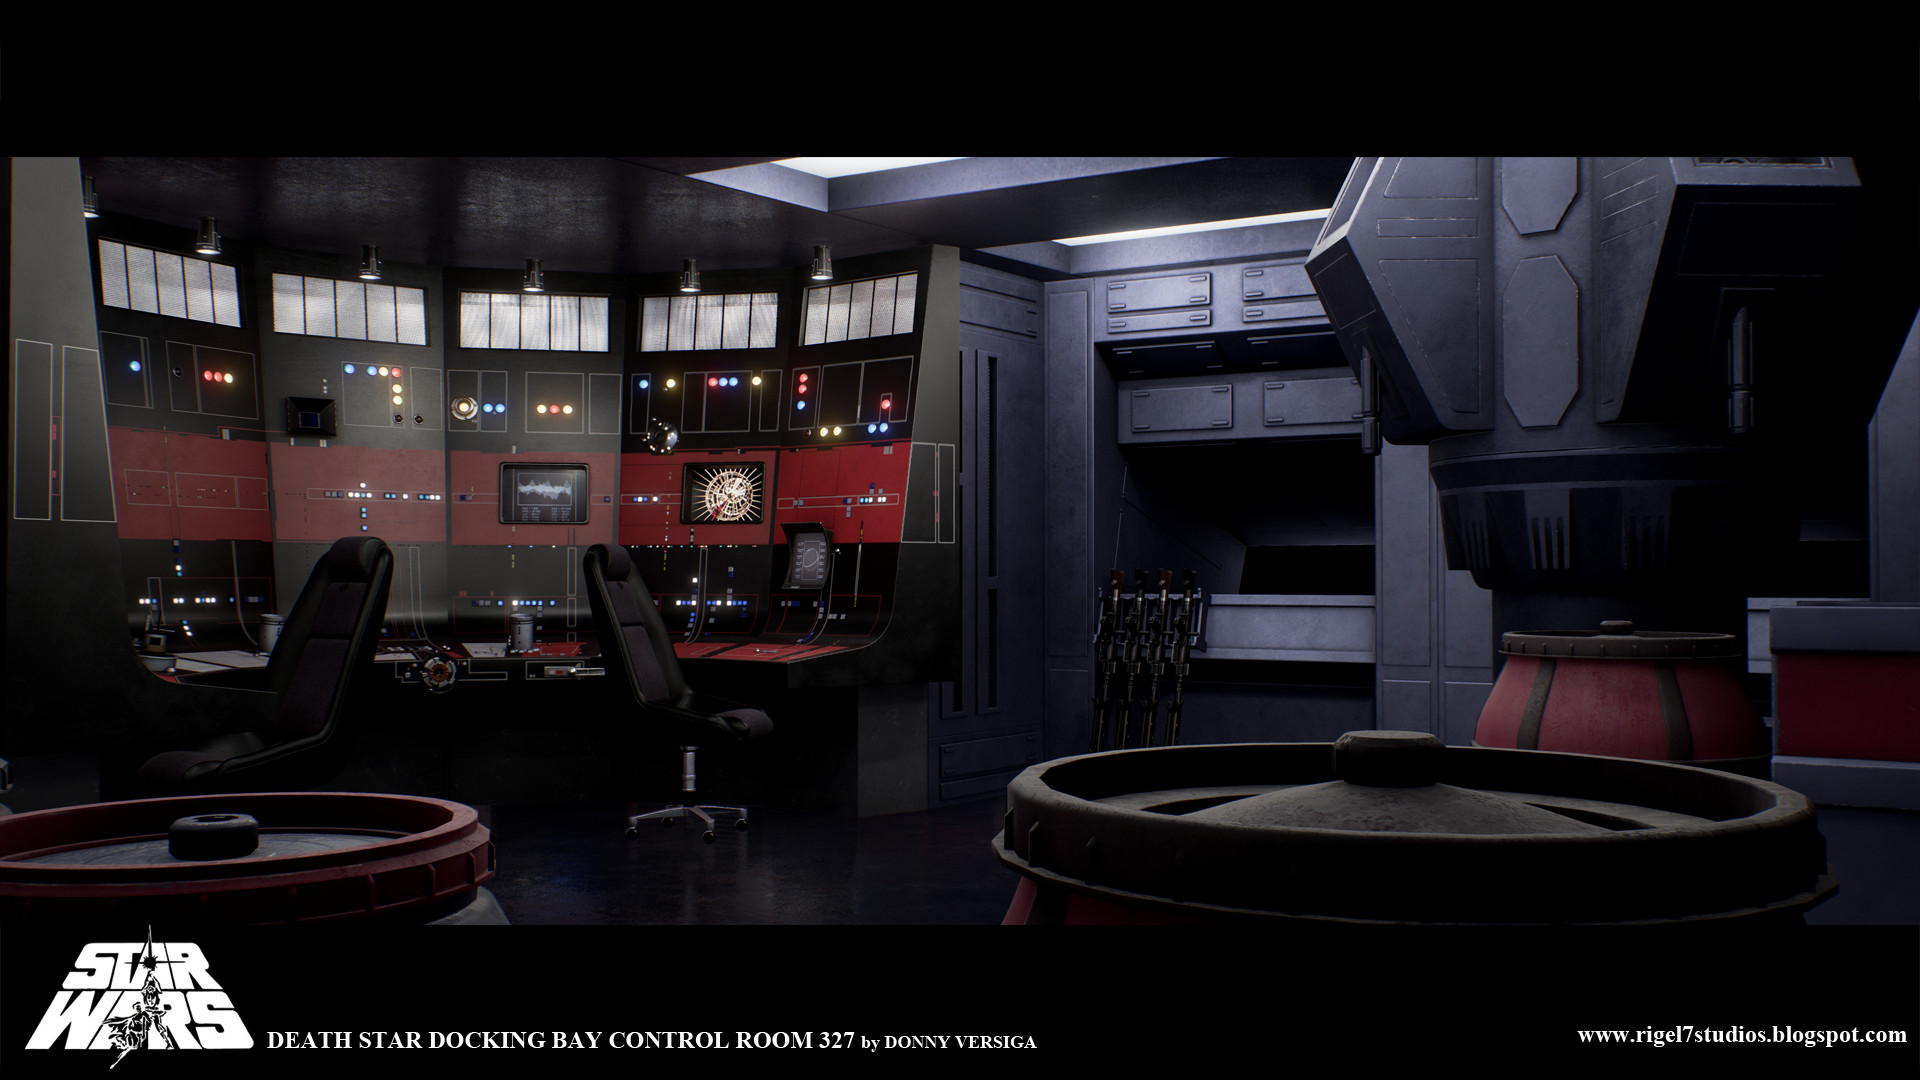 STAR
WARS
DEATH STAR DOCKING BAY CONTROL ROOM 327 by DONNY VERSIGA
www.rigel7studios.blogspot.com